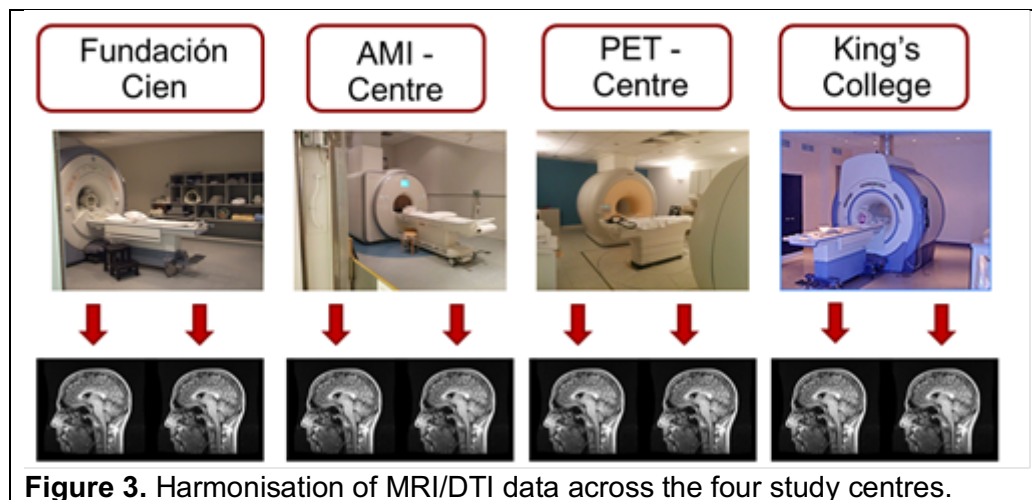 Fundación
Cien
AMI -
Centre
PET -
Centre
King's
College
Figure 3. Harmonisation of MRI/DTI data across the four study centres.